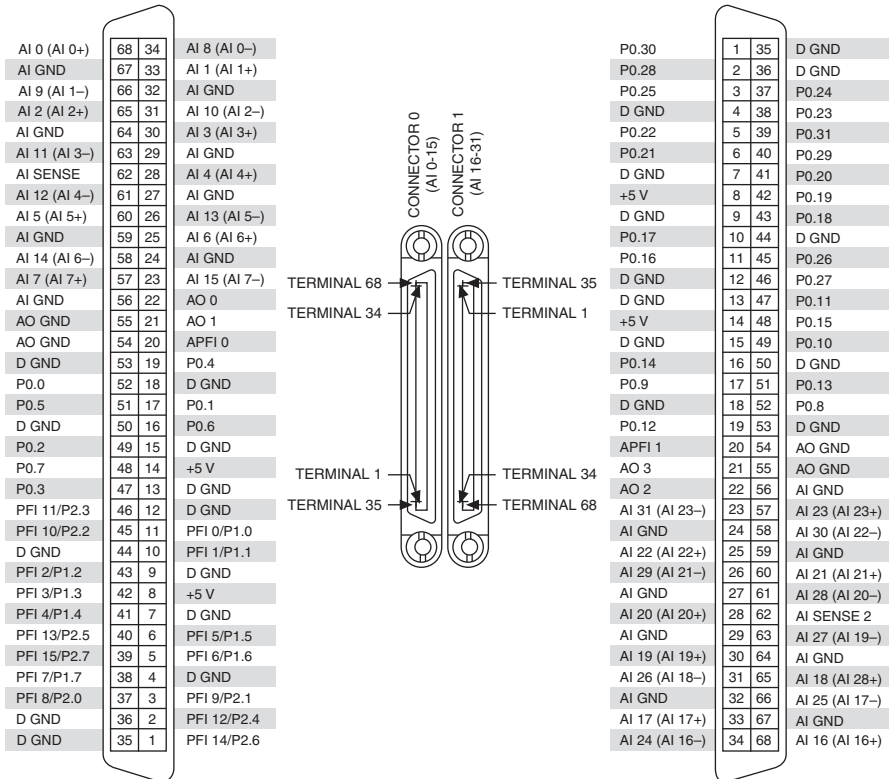 AI 0 (AI 0+) 68 34 AI 8 (AI 0–)
AI GND 67 33 AI 1 (AI 1+)
AI 9 (AI 1–) 66 32 AI GND
AI 2 (AI 2+) 65 31 AI 10 (AI 2–)
AI GND 64 30 AI 3 (AI 3+)
AI 11 (AI 3–) 63 29 AI GND
AI SENSE 62 28 AI 4 (AI 4+)
AI 12 (AI 4–) 61 27 AI GND
AI 5 (AI 5+) 60 26 AI 13 (AI 5–)
AI GND 59 25 AI 6 (AI 6+)
AI 14 (AI 6–) 58 24 AI GND
AI 7 (AI 7+) 57 23 AI 15 (AI 7–)
AI GND 56 22 AO 0
AO GND 55 21 AO 1
AO GND 54 20 APFI 0
D GND 53 19 P0.4
P0.0 52 18 D GND
P0.5 51 17 P0.1
D GND 50 16 P0.6
P0.2 49 15 D GND
P0.7 48 14 +5 V
P0.3 47 13 D GND
PFI 11/P2.3 46 12 D GND
PFI 10/P2.2 45 11 PFI 0/P1.0
D GND 44 10 PFI 1/P1.1
PFI 2/P1.2 43 9 D GND
PFI 3/P1.3 42 8 +5 V
PFI 4/P1.4 41 7 D GND
PFI 13/P2.5 40 6 PFI 5/P1.5
PFI 15/P2.7 39 5 PFI 6/P1.6
PFI 7/P1.7 38 4 D GND
PFI 8/P2.0 37 3 PFI 9/P2.1
D GND 36 2 PFI 12/P2.4
D GND 35 1 PFI 14/P2.6
CONNECTOR 0
(AI 0-15)
CONNECTOR 1
(AI 16-31)
TERMINAL 68
TERMINAL 35
TERMINAL 34
TERMINAL 1
TERMINAL 1
TERMINAL 34
TERMINAL 35
TERMINAL 68
P0.30 1 35 D GND
P0.28 2 36 D GND
P0.25 3 37 P0.24
D GND 4 38 P0.23
P0.22 5 39 P0.31
P0.21 6 40 P0.29
D GND 7 41 P0.20
+5 V 8 42 P0.19
D GND 9 43 P0.18
P0.17 10 44 D GND
P0.16 11 45 P0.26
D GND 12 46 P0.27
D GND 13 47 P0.11
+5 V 14 48 P0.15
D GND 15 49 P0.10
P0.14 16 50 D GND
P0.9 17 51 P0.13
D GND 18 52 P0.8
P0.12 19 53 D GND
APFI 1 20 54 AO GND
AO 3 21 55 AO GND
AO 2 22 56 AI GND
AI 31 (AI 23–) 23 57 AI 23 (AI 23+)
AI GND 24 58 AI 30 (AI 22–)
AI 22 (AI 22+) 25 59 AI GND
AI 29 (AI 21–) 26 60 AI 21 (AI 21+)
AI GND 27 61 AI 28 (AI 20–)
AI 20 (AI 20+) 28 62 AI SENSE 2
AI GND 29 63 AI 27 (AI 19–)
AI 19 (AI 19+) 30 64 AI GND
AI 26 (AI 18–) 31 65 AI 18 (AI 28+)
AI GND 32 66 AI 25 (AI 17–)
AI 17 (AI 17+) 33 67 AI GND
AI 24 (AI 16–) 34 68 AI 16 (AI 16+)